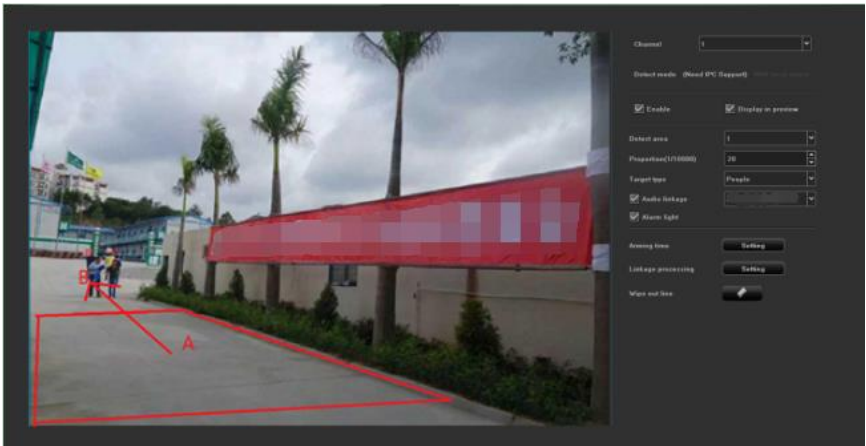 Channel 1
Detect mode (Need IPC Support)
Enable Display in preview
Detect area 1
Proportion(1/10000) 20
Target type People
Audio linkage
Alarm light
Arming time Setting
Linkage processing Setting
Wipe out line
B
A